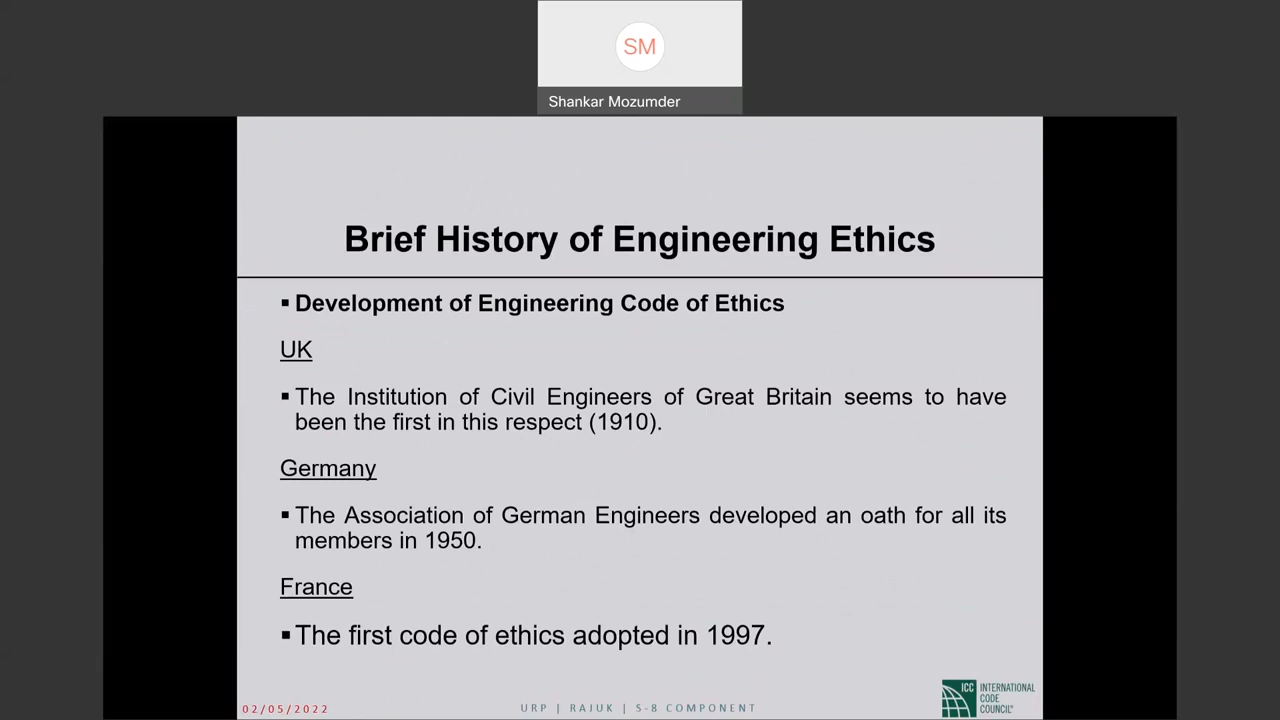 SM
Shankar Mozumder
Brief History of Engineering Ethics
▪ Development of Engineering Code of Ethics
UK
▪ The Institution of Civil Engineers of Great Britain seems to have
been the first in this respect (1910).
Germany
▪ The Association of German Engineers developed an oath for all its
members in 1950.
France
▪ The first code of ethics adopted in 1997.
02/05/2022
URP | RAJUK | S-8 COMPONENT
ICC
INTERNATIONAL
CODE
COUNCIL®